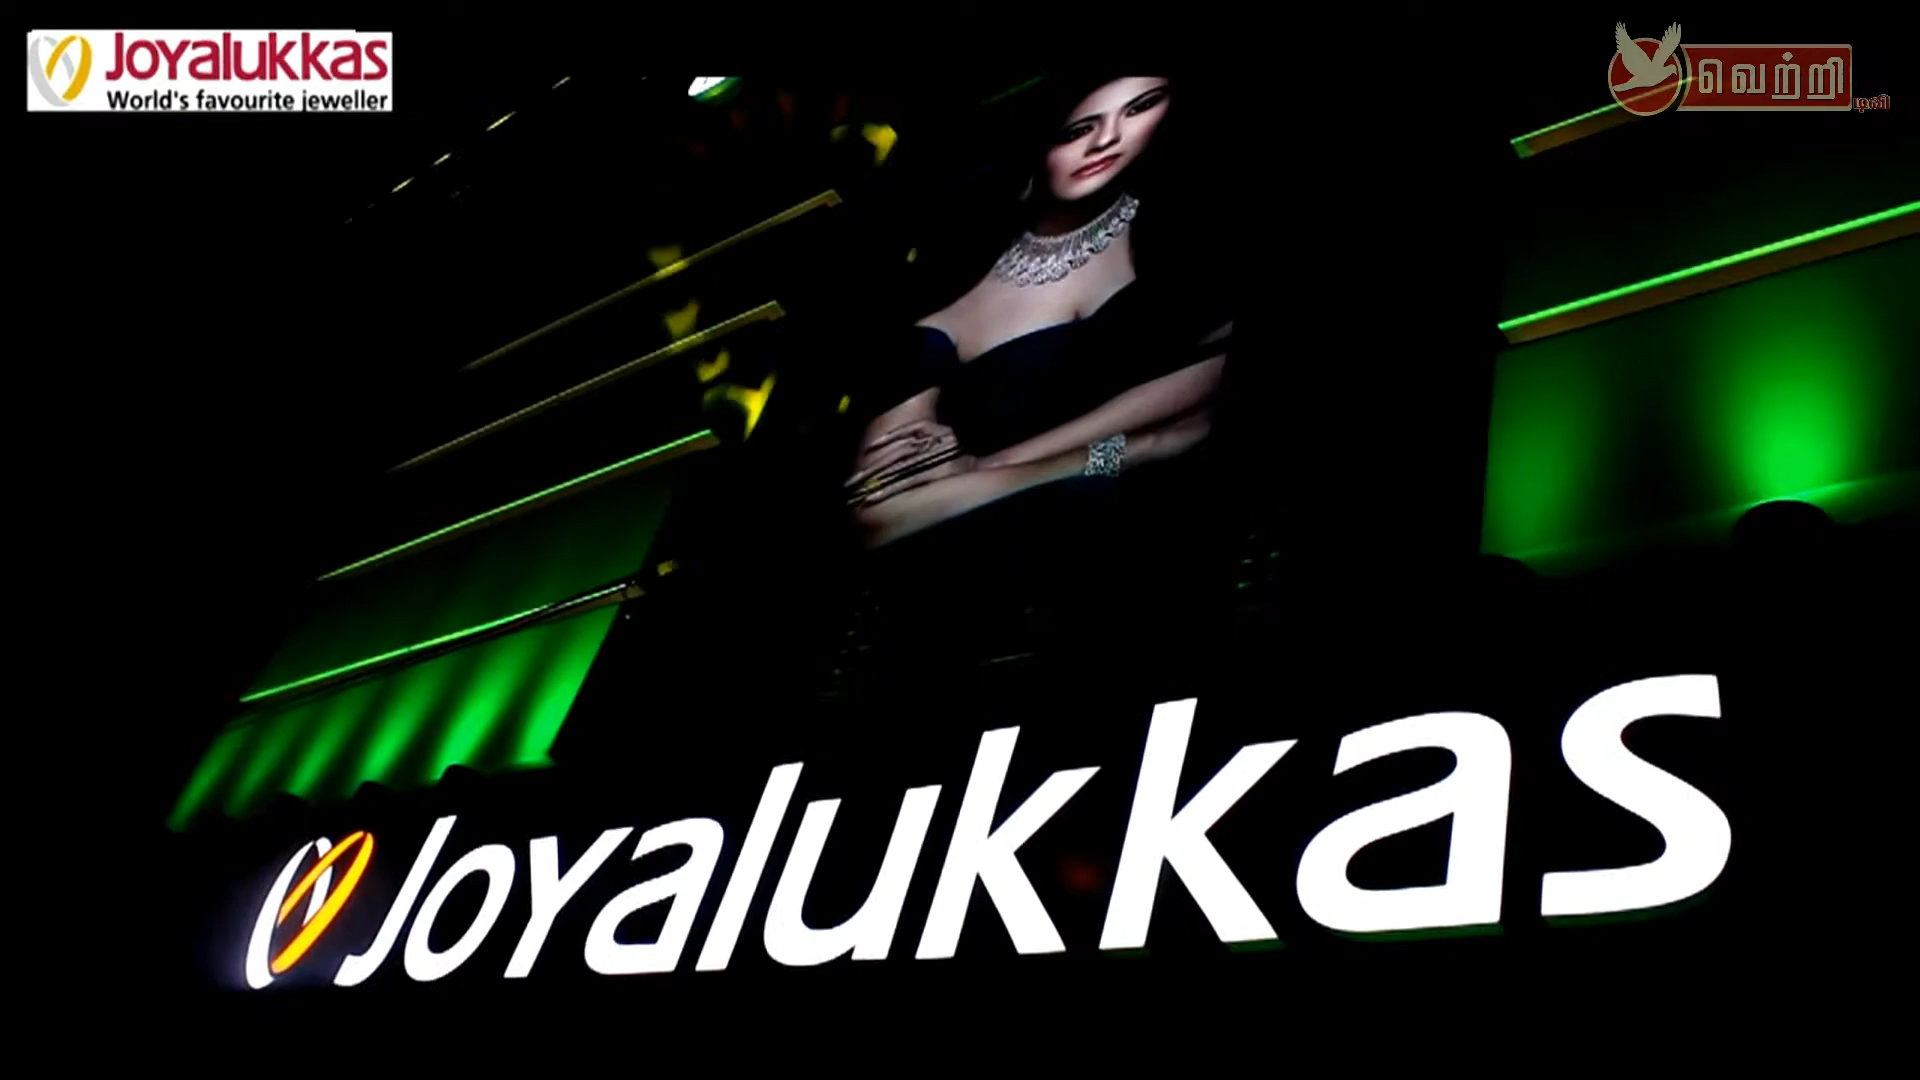 Joyalukkas
World's favourite jeweller
வெற்றி
டிவி
Joyalukkas